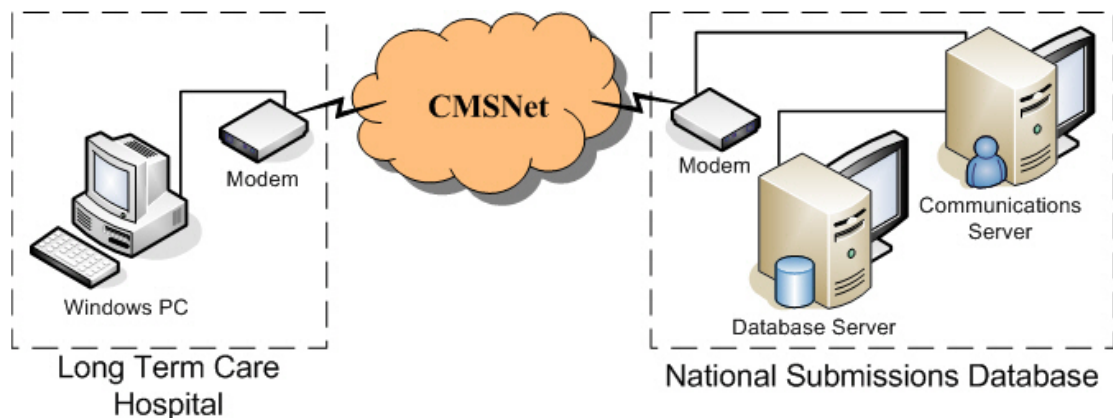 CMSNet
Modem
Windows PC
Long Term Care
Hospital
Modem
Communications
Server
Database Server
National Submissions Database